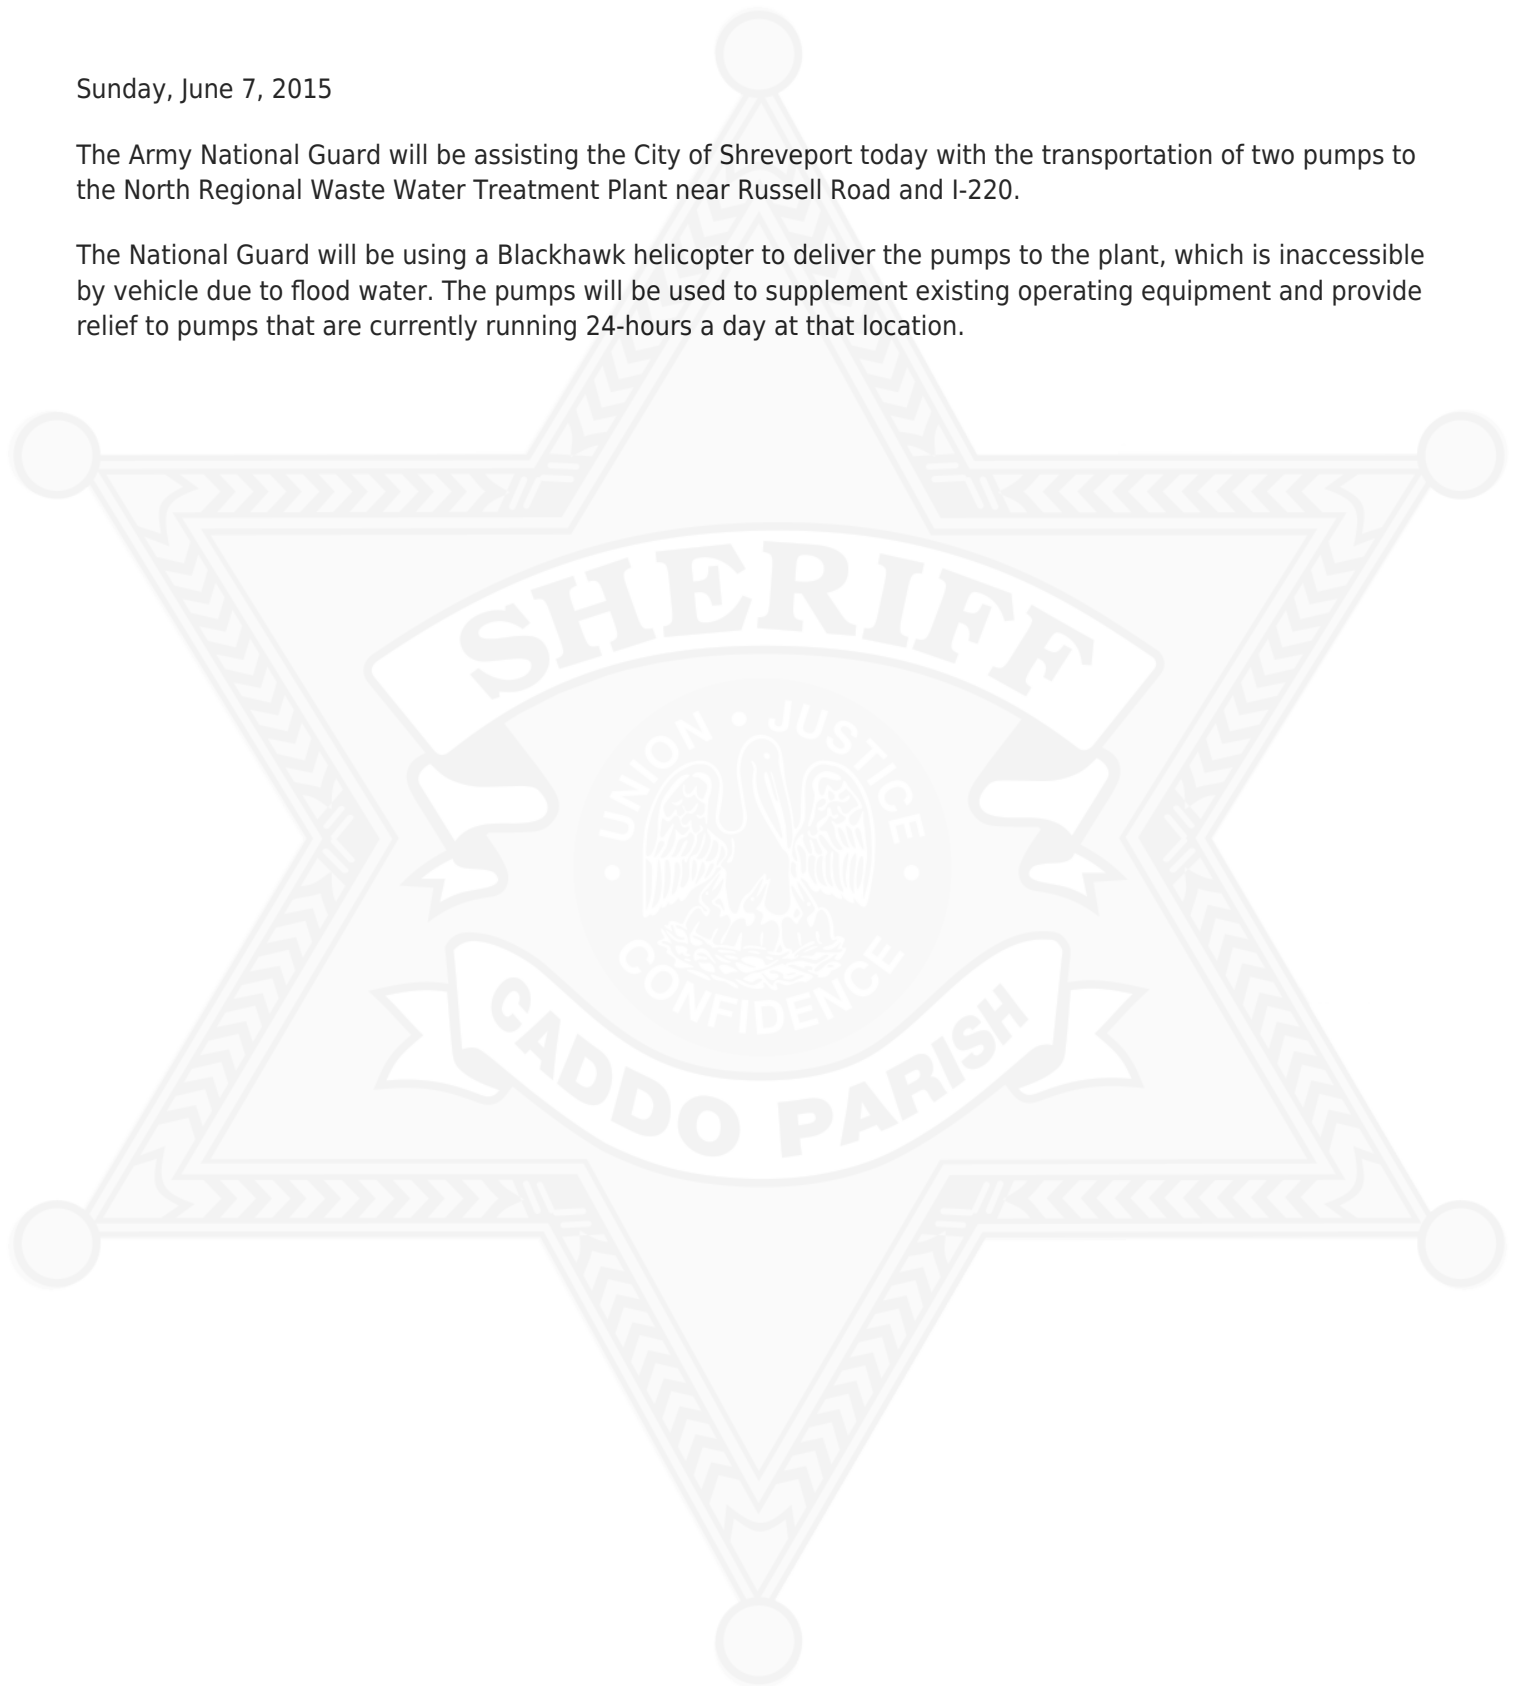 Sunday, June 7, 2015
The Army National Guard will be assisting the City of Shreveport today with the transportation of two pumps to
the North Regional Waste Water Treatment Plant near Russell Road and I-220.
The National Guard will be using a Blackhawk helicopter to deliver the pumps to the plant, which is inaccessible
by vehicle due to flood water. The pumps will be used to supplement existing operating equipment and provide
relief to pumps that are currently running 24-hours a day at that location.
SHERIFF
UNION • JUSTICE
• CONFIDENCE •
CADDO PARISH